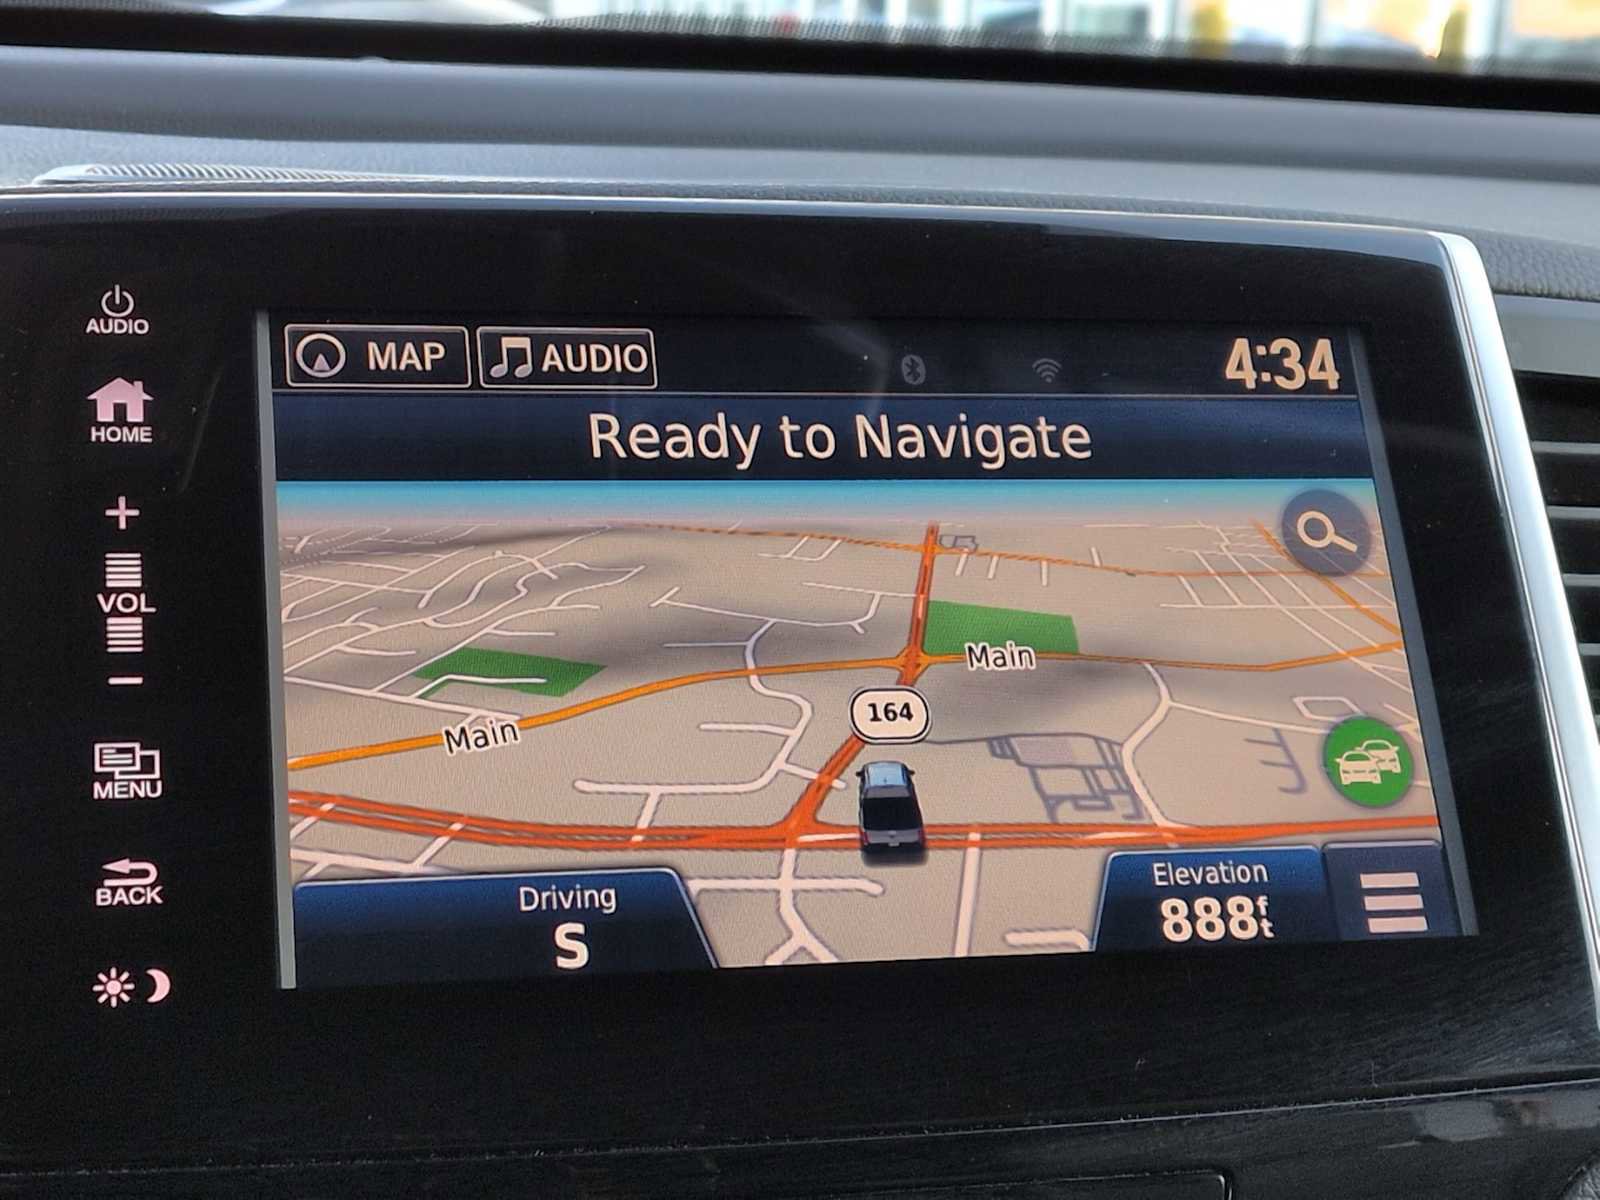 AUDIO
HOME
+
VOL
−
MENU
BACK
MAP
AUDIO
4:34
Ready to Navigate
Main
Main
164
Driving
S
Elevation
888ft